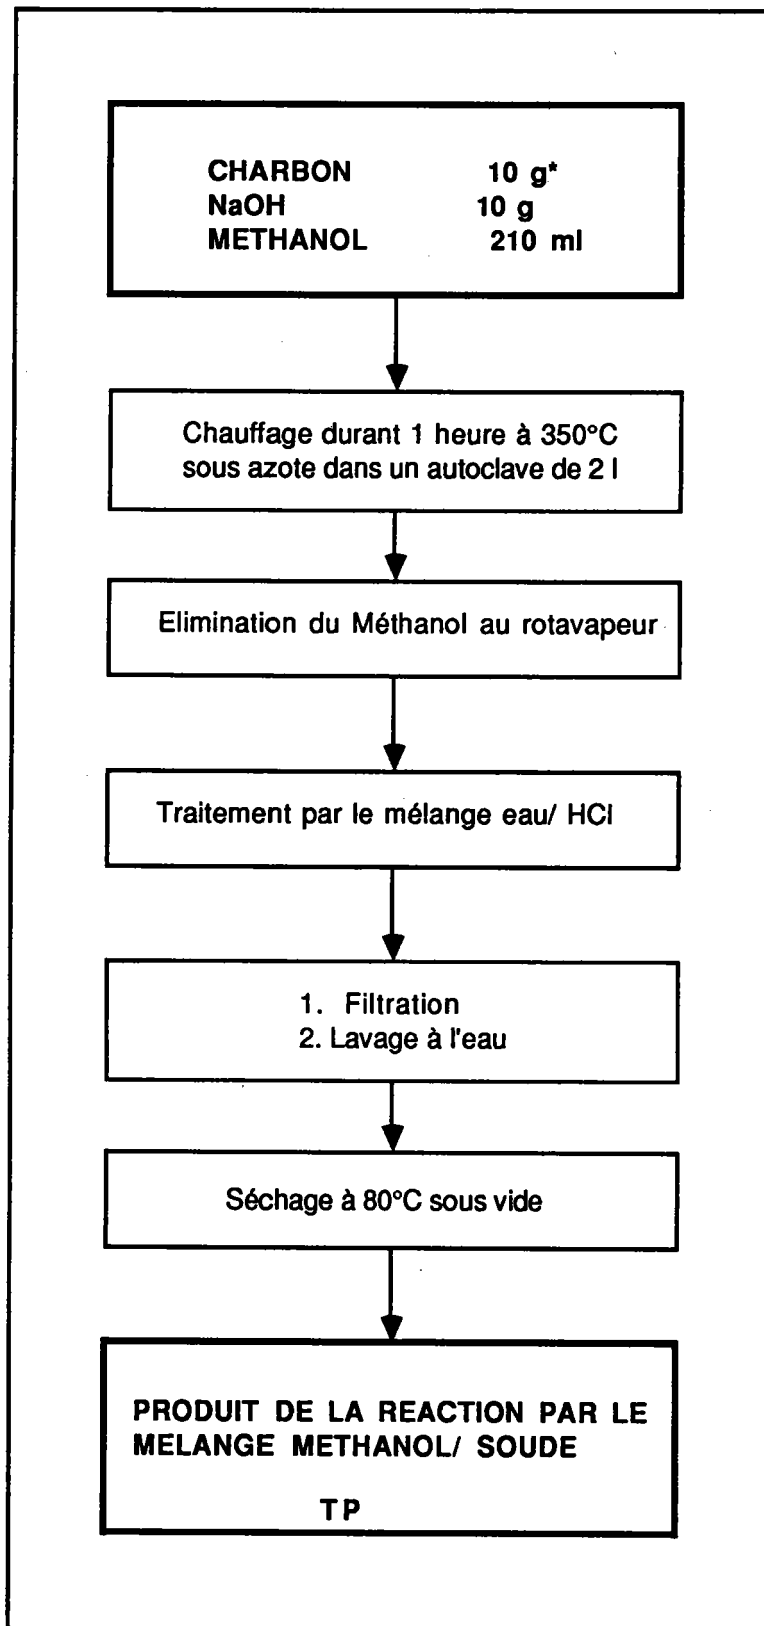 CHARBON 10 g*
NaOH 10 g
METHANOL 210 ml
Chauffage durant 1 heure à 350°C
sous azote dans un autoclave de 2 l
Elimination du Méthanol au rotavapeur
Traitement par le mélange eau/ HCl
1. Filtration
2. Lavage à l'eau
Séchage à 80°C sous vide
PRODUIT DE LA REACTION PAR LE
MELANGE METHANOL/ SOUDE
TP